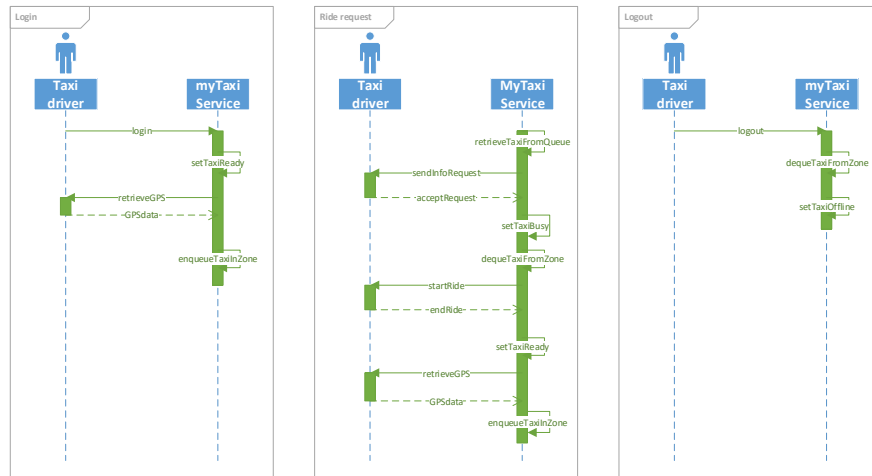 Login
Taxi
driver
myTaxi
Service
login
setTaxiReady
retrieveGPS
GPSdata
enqueueTaxiInZone
Ride request
Taxi
driver
MyTaxi
Service
retrieveTaxiFromQueue
sendInfoRequest
acceptRequest
setTaxiBusy
dequeTaxiFromZone
startRide
endRide
setTaxiReady
retrieveGPS
GPSdata
enqueueTaxiInZone
Logout
Taxi
driver
myTaxi
Service
logout
dequeTaxiFromZone
setTaxiOffline